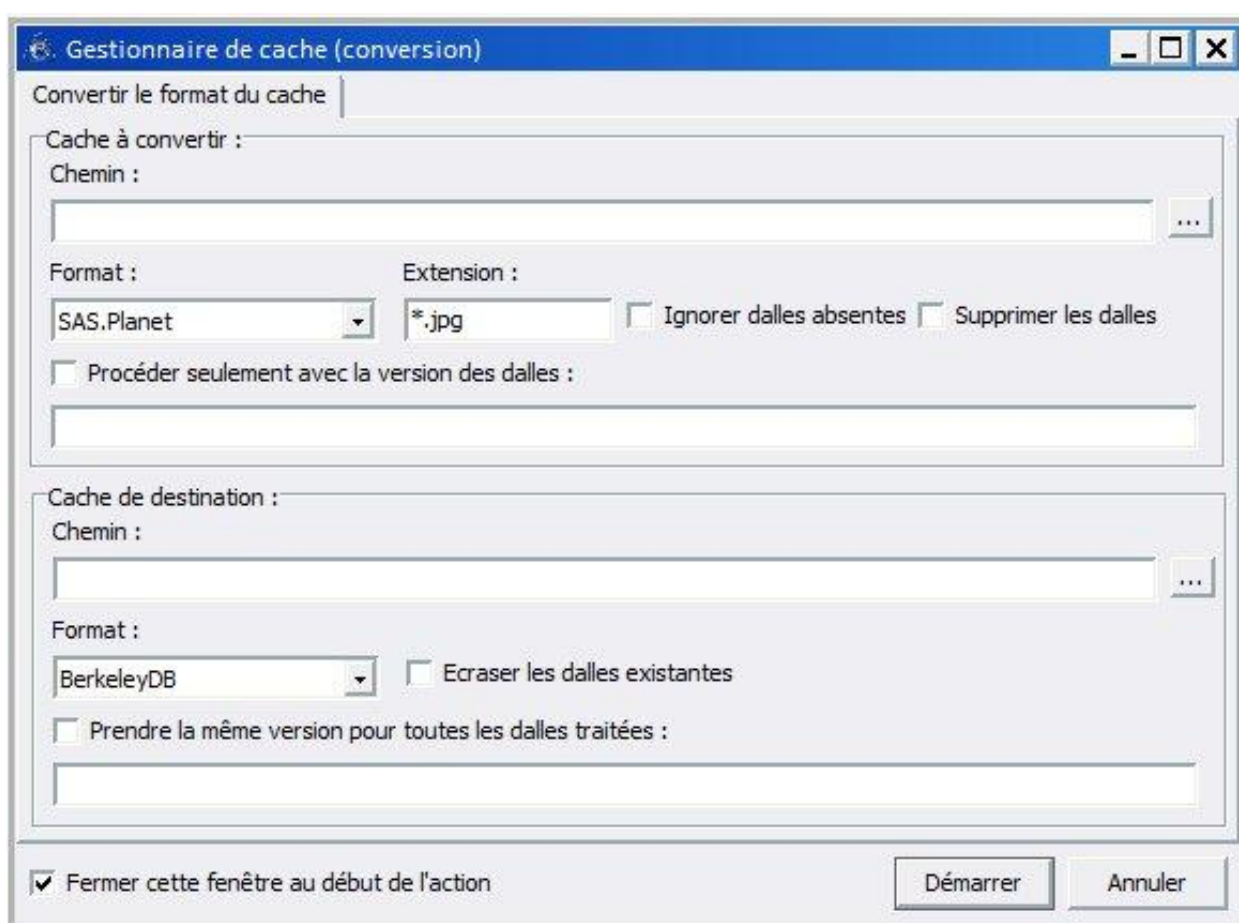 Gestionnaire de cache (conversion)
Convertir le format du cache
Cache à convertir :
Chemin :
...
Format :
Extension :
SAS.Planet
*.jpg
Ignorer dalles absentes
Supprimer les dalles
Procéder seulement avec la version des dalles :
Cache de destination :
Chemin :
...
Format :
BerkeleyDB
Ecraser les dalles existantes
Prendre la même version pour toutes les dalles traitées :
Fermer cette fenêtre au début de l'action
Démarrer
Annuler